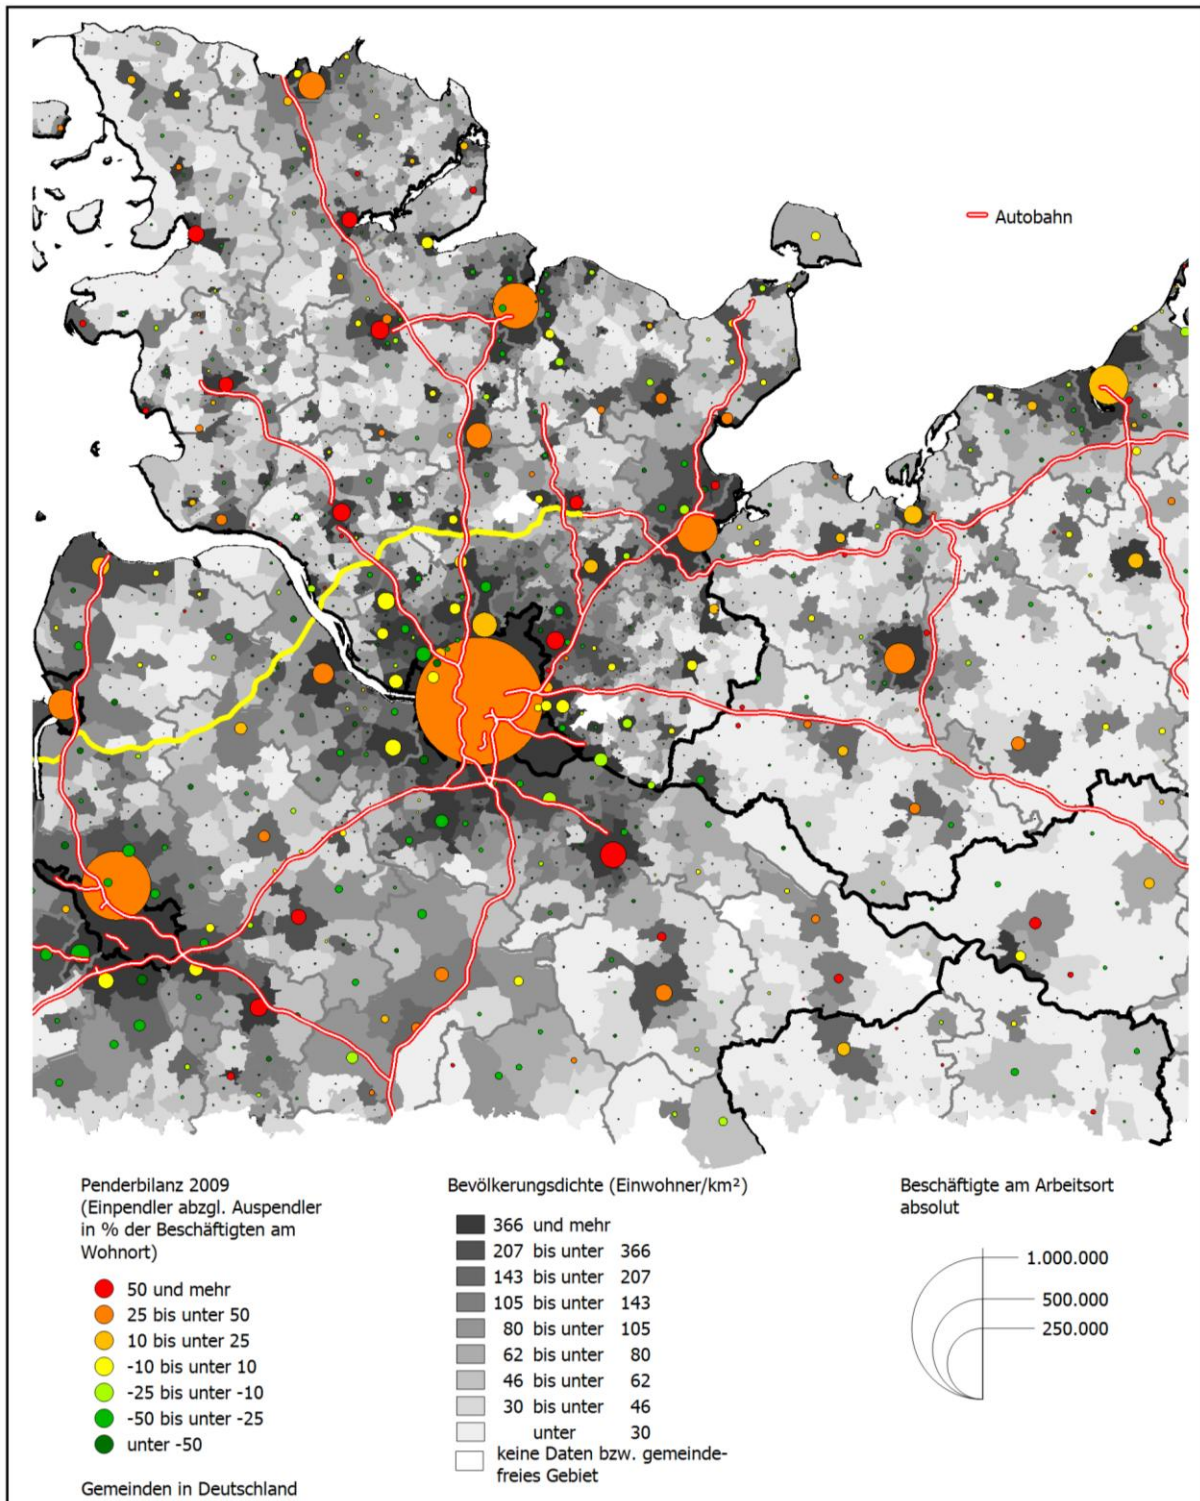 Autobahn
Penderbilanz 2009
(Einpendler abzgl. Auspendler
in % der Beschäftigten am
Wohnort)
50 und mehr
25 bis unter 50
10 bis unter 25
-10 bis unter 10
-25 bis unter -10
-50 bis unter -25
unter -50
Gemeinden in Deutschland
Bevölkerungsdichte (Einwohner/km²)
366 und mehr
207 bis unter 366
143 bis unter 207
105 bis unter 143
80 bis unter 105
62 bis unter 80
46 bis unter 62
30 bis unter 46
unter 30
keine Daten bzw. gemeinde-
freies Gebiet
Beschäftigte am Arbeitsort
absolut
1.000.000
500.000
250.000